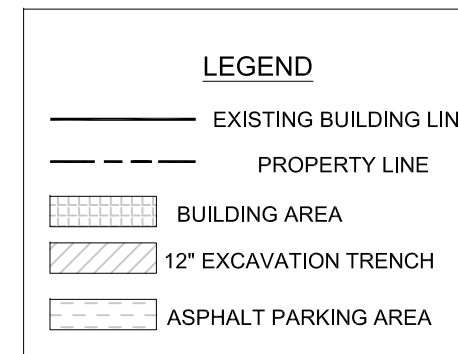 LEGEND
EXISTING BUILDING LIN
PROPERTY LINE
BUILDING AREA
12" EXCAVATION TRENCH
ASPHALT PARKING AREA